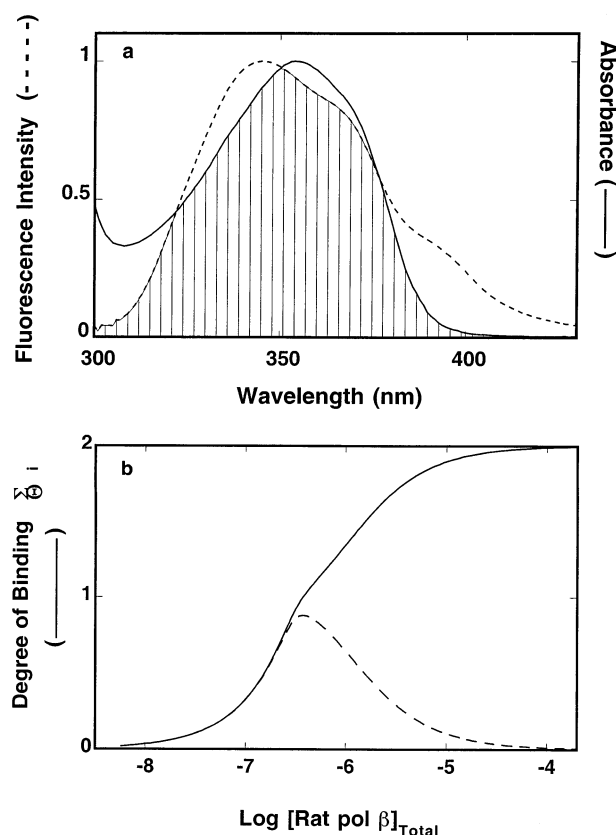 a
Fluorescence Intensity (-----)
Absorbance (——)
1
0.5
0
300
350
400
Wavelength (nm)
b
Degree of Binding ΣΘi
(——)
2
1
0
-8
-7
-6
-5
-4
Log [Rat pol β]Total